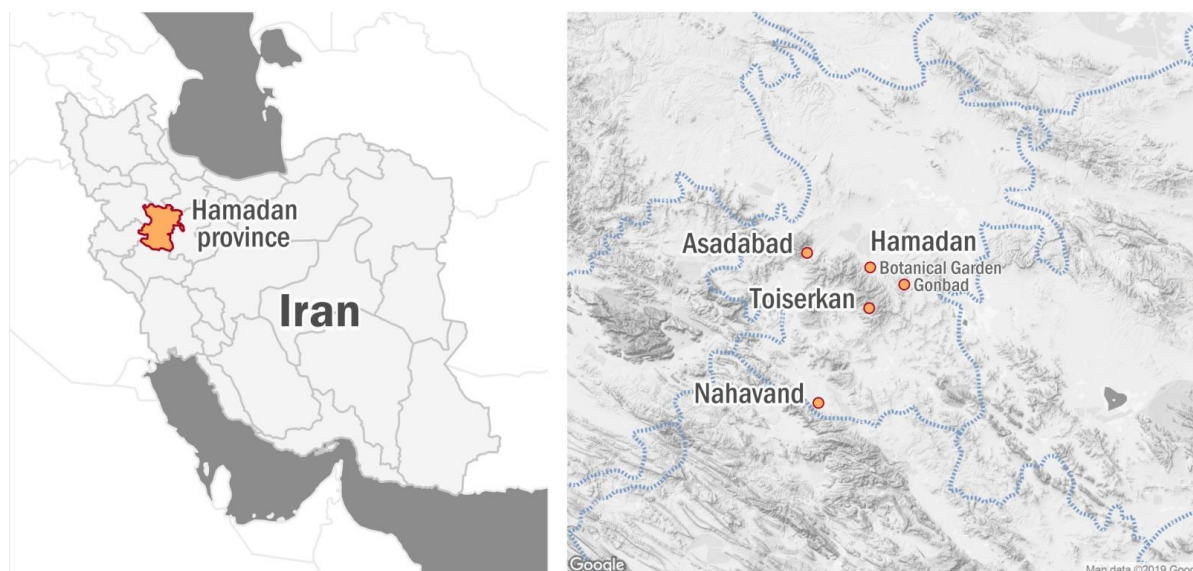 Hamadan
province
Iran
Asadabad
Hamadan
Botanical Garden
Gonbad
Toiserkan
Nahavand
Google
Map data ©2019 Goo